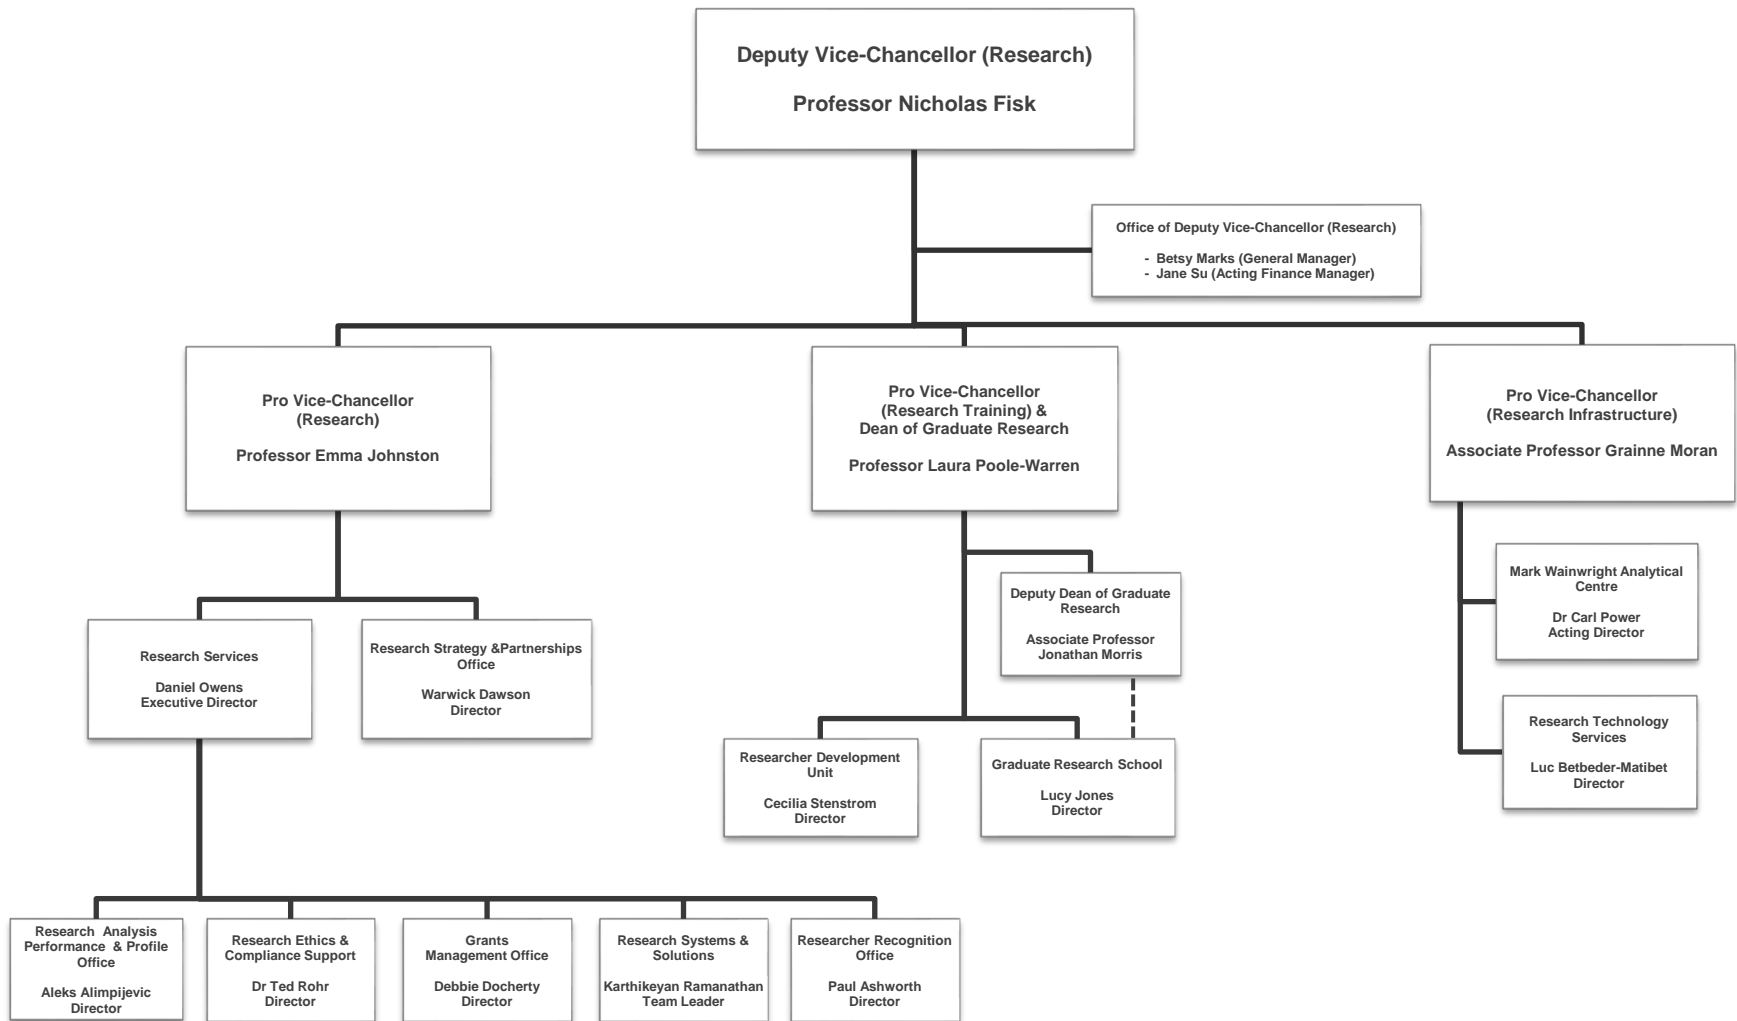 Deputy Vice-Chancellor (Research)
Professor Nicholas Fisk
Office of Deputy Vice-Chancellor (Research)
- Betsy Marks (General Manager)
- Jane Su (Acting Finance Manager)
Pro Vice-Chancellor
(Research)
Professor Emma Johnston
Pro Vice-Chancellor
(Research Training) &
Dean of Graduate Research
Professor Laura Poole-Warren
Pro Vice-Chancellor
(Research Infrastructure)
Associate Professor Grainne Moran
Mark Wainwright Analytical
Centre
Dr Carl Power
Acting Director
Deputy Dean of Graduate
Research
Associate Professor
Jonathan Morris
Research Services
Daniel Owens
Executive Director
Research Strategy &Partnerships
Office
Warwick Dawson
Director
Research Technology
Services
Luc Betbeder-Matibet
Director
Researcher Development
Unit
Cecilia Stenstrom
Director
Graduate Research School
Lucy Jones
Director
Research Analysis
Performance & Profile
Office
Aleks Alimpijevic
Director
Research Ethics &
Compliance Support
Dr Ted Rohr
Director
Grants
Management Office
Debbie Docherty
Director
Research Systems &
Solutions
Karthikeyan Ramanathan
Team Leader
Researcher Recognition
Office
Paul Ashworth
Director